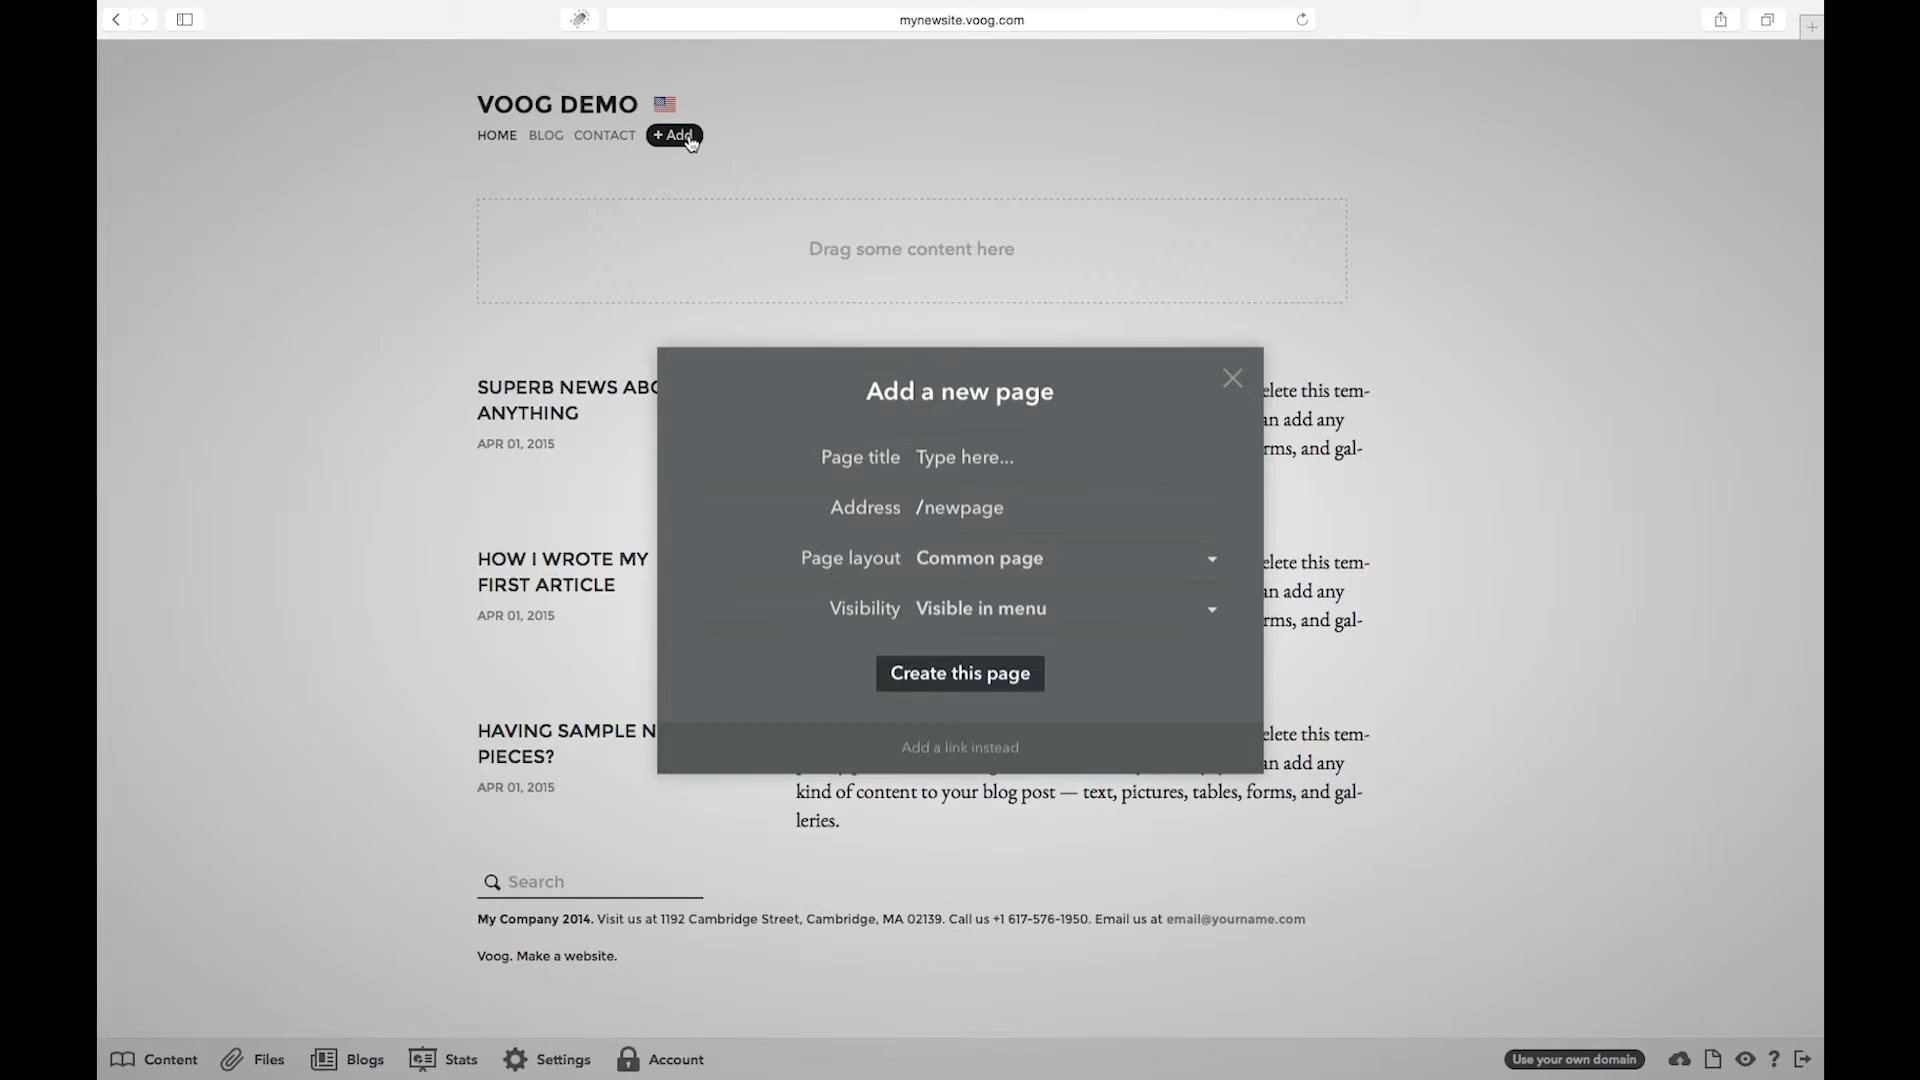 mynewsite.voog.com
VOOG DEMO
HOME BLOG CONTACT + Add
Drag some content here
SUPERB NEWS ABO
ANYTHING
APR 01, 2015
elete this tem-
an add any
rms, and gal-
Add a new page
Page title Type here...
Address /newpage
Page layout Common page
Visibility Visible in menu
Create this page
Add a link instead
HOW I WROTE MY
FIRST ARTICLE
APR 01, 2015
elete this tem-
an add any
rms, and gal-
HAVING SAMPLE N
PIECES?
APR 01, 2015
elete this tem-
an add any
kind of content to your blog post — text, pictures, tables, forms, and gal-
leries.
Search
My Company 2014. Visit us at 1192 Cambridge Street, Cambridge, MA 02139. Call us +1 617-576-1950. Email us at email@yourname.com
Voog. Make a website.
Content Files Blogs Stats Settings Account Use your own domain ?